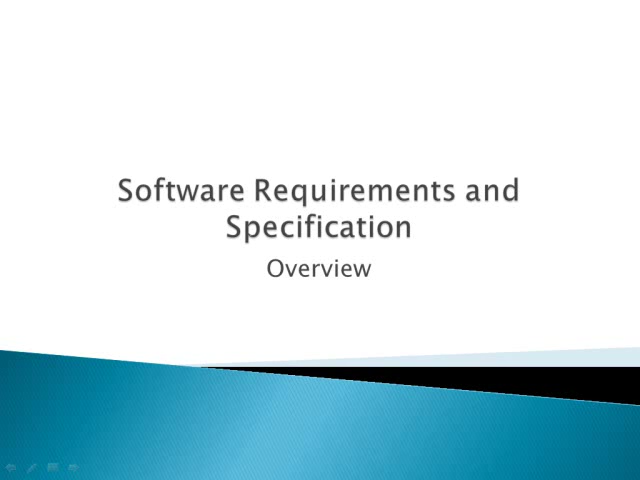 Software Requirements and
Specification
Overview